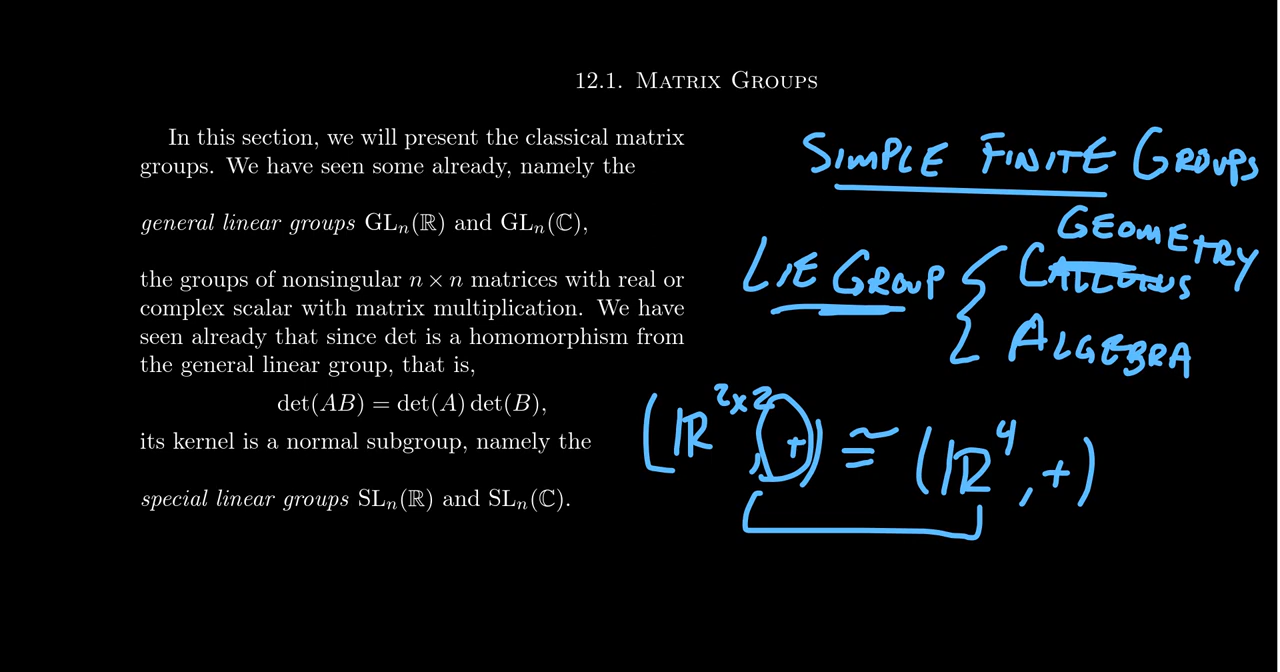 12.1. Matrix Groups
In this section, we will present the classical matrix
groups. We have seen some already, namely the
general linear groups GLₙ(ℝ) and GLₙ(ℂ),
the groups of nonsingular n × n matrices with real or
complex scalar with matrix multiplication. We have
seen already that since det is a homomorphism from
the general linear group, that is,
det(AB) = det(A) det(B),
its kernel is a normal subgroup, namely the
special linear groups SLₙ(ℝ) and SLₙ(ℂ).
SIMPLE FINITE GROUPS
GEOMETRY
LIE GROUP { CALCULUS
ALGEBRA
(ℝ²ˣ², +) ≅ (ℝ⁴, +)